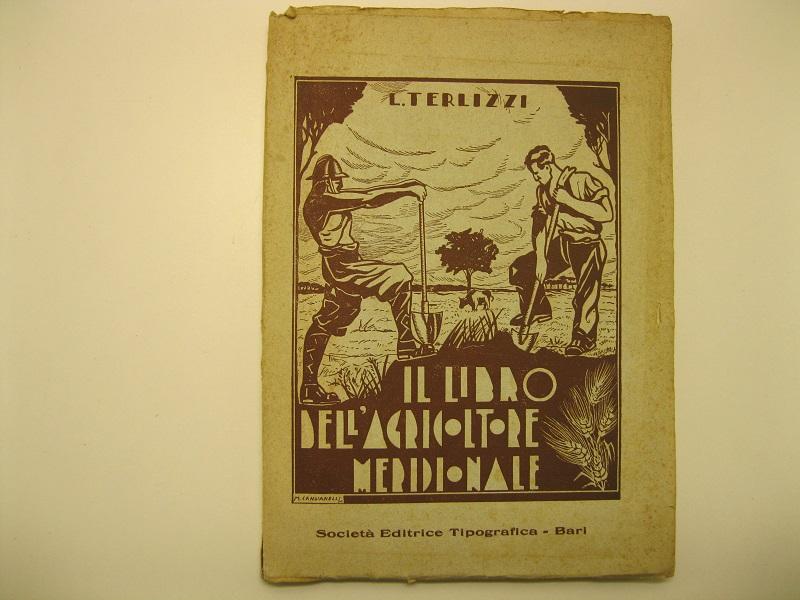 L. TERLIZZI
IL LIBRO
DELL'AGRICOLTORE
MERIDIONALE
Società Editrice Tipografica - Bari